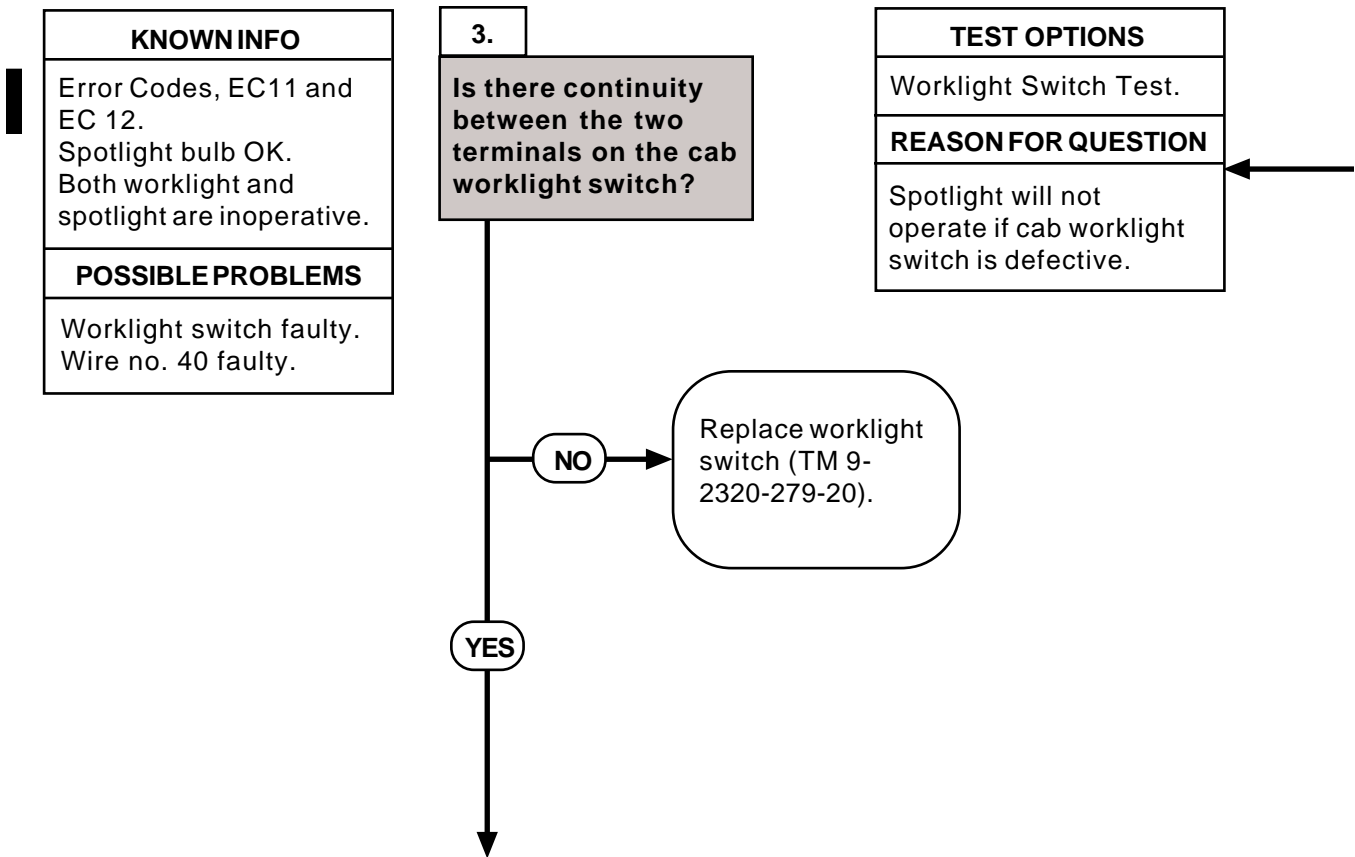 KNOWN INFO
Error Codes, EC11 and
EC 12.
Spotlight bulb OK.
Both worklight and
spotlight are inoperative.
POSSIBLE PROBLEMS
Worklight switch faulty.
Wire no. 40 faulty.
3.
Is there continuity
between the two
terminals on the cab
worklight switch?
TEST OPTIONS
Worklight Switch Test.
REASON FOR QUESTION
Spotlight will not
operate if cab worklight
switch is defective.
NO
Replace worklight
switch (TM 9-
2320-279-20).
YES